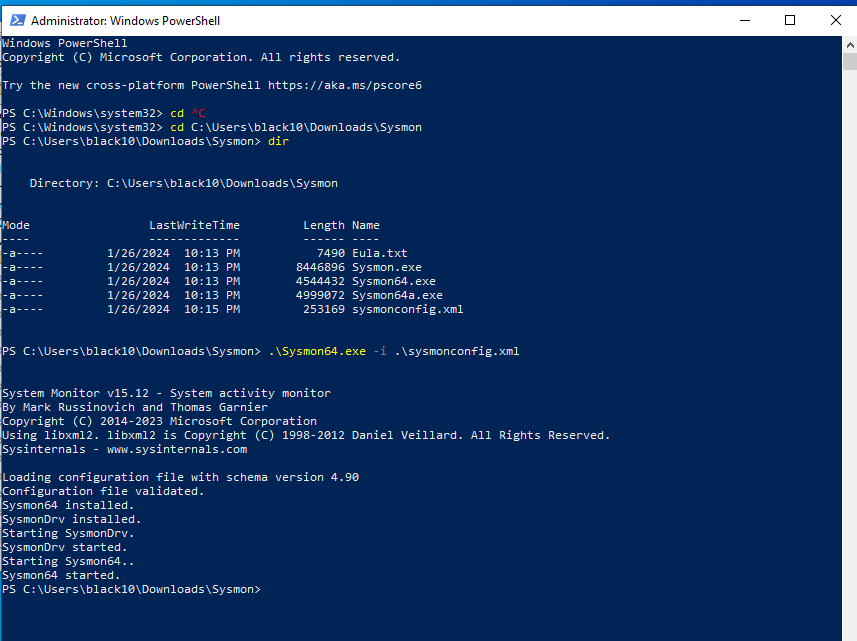 Administrator: Windows PowerShell
Windows PowerShell
Copyright (C) Microsoft Corporation. All rights reserved.
Try the new cross-platform PowerShell https://aka.ms/pscore6
PS C:\Windows\system32> cd ^C
PS C:\Windows\system32> cd C:\Users\black10\Downloads\Sysmon
PS C:\Users\black10\Downloads\Sysmon> dir
Directory: C:\Users\black10\Downloads\Sysmon
Mode LastWriteTime Length Name
---- ------------- ------ ----
-a---- 1/26/2024 10:13 PM 7490 Eula.txt
-a---- 1/26/2024 10:13 PM 8446896 Sysmon.exe
-a---- 1/26/2024 10:13 PM 4544432 Sysmon64.exe
-a---- 1/26/2024 10:13 PM 4999072 Sysmon64a.exe
-a---- 1/26/2024 10:15 PM 253169 sysmonconfig.xml
PS C:\Users\black10\Downloads\Sysmon> .\Sysmon64.exe -i .\sysmonconfig.xml
System Monitor v15.12 - System activity monitor
By Mark Russinovich and Thomas Garnier
Copyright (C) 2014-2023 Microsoft Corporation
Using libxml2. libxml2 is Copyright (C) 1998-2012 Daniel Veillard. All Rights Reserved.
Sysinternals - www.sysinternals.com
Loading configuration file with schema version 4.90
Configuration file validated.
Sysmon64 installed.
SysmonDrv installed.
Starting SysmonDrv.
SysmonDrv started.
Starting Sysmon64..
Sysmon64 started.
PS C:\Users\black10\Downloads\Sysmon>